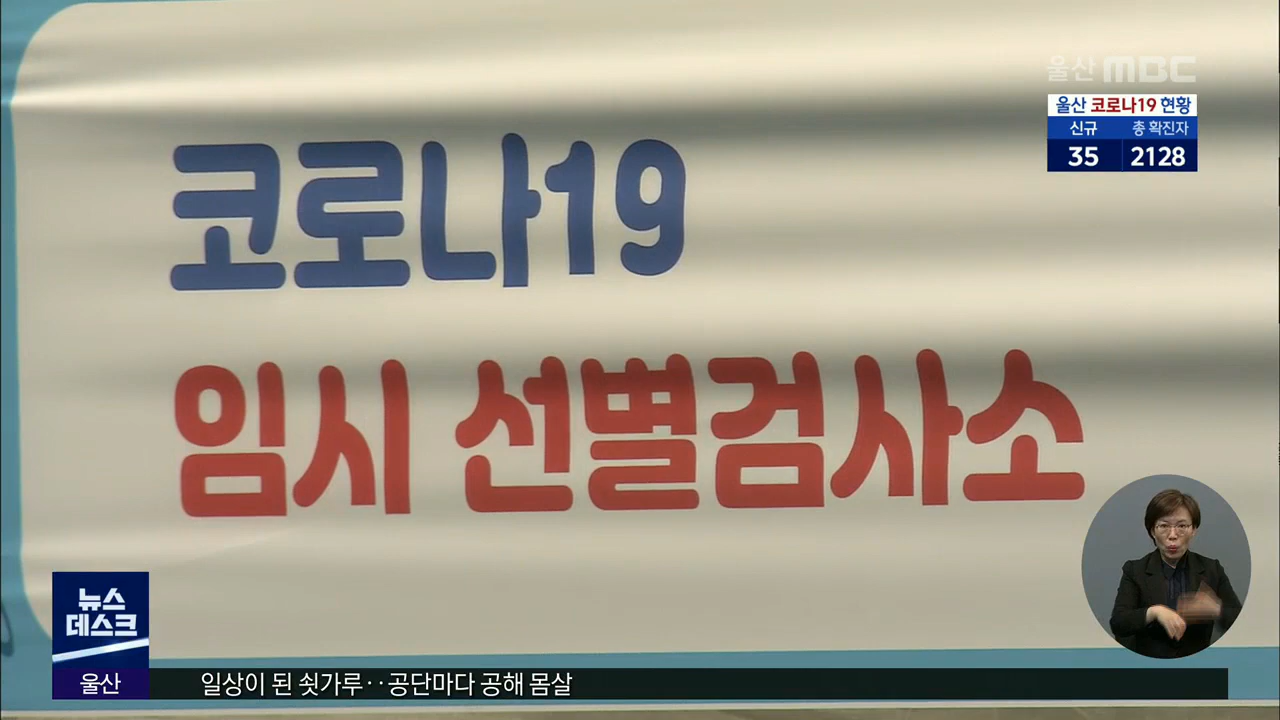 울산 MBC
울산 코로나19 현황
신규 총 확진자
35 2128
코로나19
임시 선별검사소
뉴스
데스크
울산
일상이 된 쇳가루‥공단마다 공해 몸살